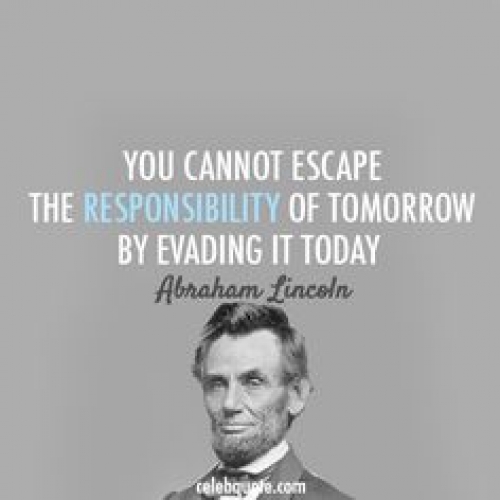 YOU CANNOT ESCAPE
THE RESPONSIBILITY OF TOMORROW
BY EVADING IT TODAY
Abraham Lincoln
celebquote.com